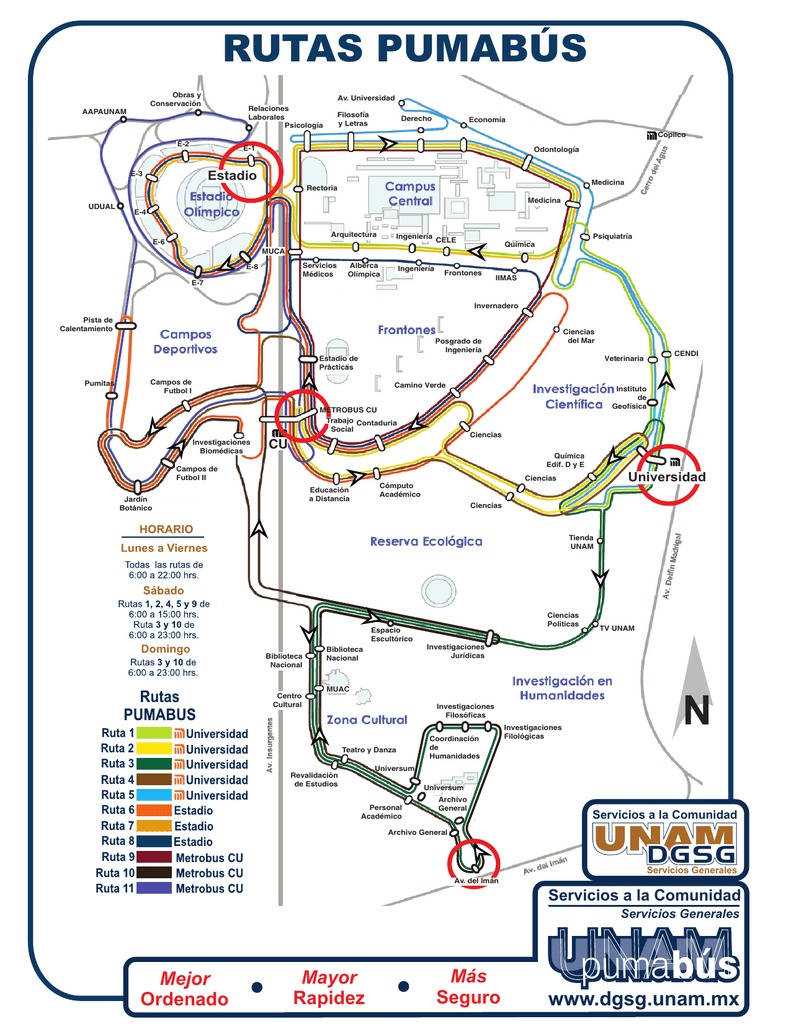 RUTAS PUMABÚS
Obras y
Conservación
AAPAUNAM
Relaciones
Laborales
Av. Universidad
Psicología
Filosofía
y Letras
Derecho
Economía
Copilco
Cerro del Agua
E-2
E-1
Estadio
E-3
Estadio
Olímpico
UDUAL
E-4
E-6
E-7
E-8
MUCA
Odontología
Rectoría
Campus
Central
Medicina
Medicina
Psiquiatría
Arquitectura
Ingeniería
CELE
Química
Servicios
Médicos
Alberca
Olímpica
Ingeniería
Frontones
IIMAS
Invernadero
Pista de
Calentamiento
Campos
Deportivos
Frontones
Posgrado de
Ingeniería
Ciencias
del Mar
Estadio de
Prácticas
Veterinaria
CENDI
Pumitas
Campos de
Futbol I
Camino Verde
Investigación
Científica
Instituto
de
Geofísica
METROBUS CU
Trabajo
Social
Contaduría
CU
Ciencias
Investigaciones
Biomédicas
Campos de
Futbol II
Química
Edif. D y E
Universidad
Jardín
Botánico
Educación
a Distancia
Cómputo
Académico
Ciencias
Ciencias
HORARIO
Lunes a Viernes
Todas las rutas de
6:00 a 22:00 hrs.
Sábado
Rutas 1, 2, 4, 5 y 9 de
6:00 a 15:00 hrs.
Ruta 3 y 10 de
6:00 a 23:00 hrs.
Domingo
Rutas 3 y 10 de
6:00 a 23:00 hrs.
Reserva Ecológica
Tienda
UNAM
Av. Delfín Madrigal
Ciencias
Políticas
TV UNAM
Espacio
Escultórico
Investigaciones
Jurídicas
Biblioteca
Nacional
Biblioteca
Nacional
Centro
Cultural
MUAC
Investigación en
Humanidades
N
Zona Cultural
Av. Insurgentes
Investigaciones
Filosóficas
Investigaciones
Filológicas
Coordinación
de
Humanidades
Teatro y Danza
Revalidación
de Estudios
Universum
Universum
Personal
Académico
Archivo
General
Archivo General
Av. del Imán
Av. del Imán
Rutas
PUMABUS
Ruta 1 Universidad
Ruta 2 Universidad
Ruta 3 Universidad
Ruta 4 Universidad
Ruta 5 Universidad
Ruta 6 Estadio
Ruta 7 Estadio
Ruta 8 Estadio
Ruta 9 Metrobus CU
Ruta 10 Metrobus CU
Ruta 11 Metrobus CU
Servicios a la Comunidad
UNAM
DGSG
Servicios Generales
Servicios a la Comunidad
Servicios Generales
UNAM
pumabús
www.dgsg.unam.mx
Mejor
Ordenado
•
Mayor
Rapidez
•
Más
Seguro